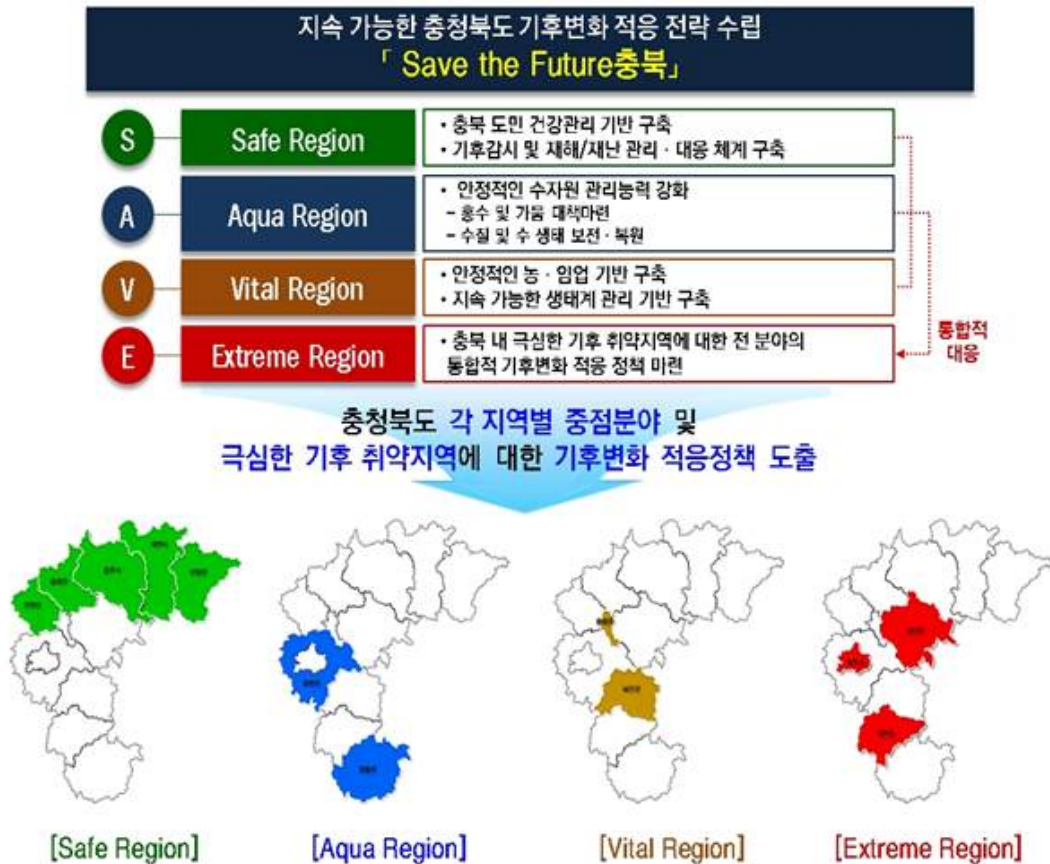 지속 가능한 충청북도 기후변화 적응 전략 수립
「 Save the Future충북」
S
Safe Region
• 충북 도민 건강관리 기반 구축
• 기후감시 및 재해/재난 관리 · 대응 체계 구축
A
Aqua Region
• 안정적인 수자원 관리능력 강화
– 홍수 및 가뭄 대책마련
– 수질 및 수 생태 보전 · 복원
V
Vital Region
• 안정적인 농 · 임업 기반 구축
• 지속 가능한 생태계 관리 기반 구축
E
Extreme Region
• 충북 내 극심한 기후 취약지역에 대한 전 분야의
통합적 기후변화 적응 정책 마련
통합적
대응
충청북도 각 지역별 중점분야 및
극심한 기후 취약지역에 대한 기후변화 적응정책 도출
[Safe Region]
[Aqua Region]
[Vital Region]
[Extreme Region]